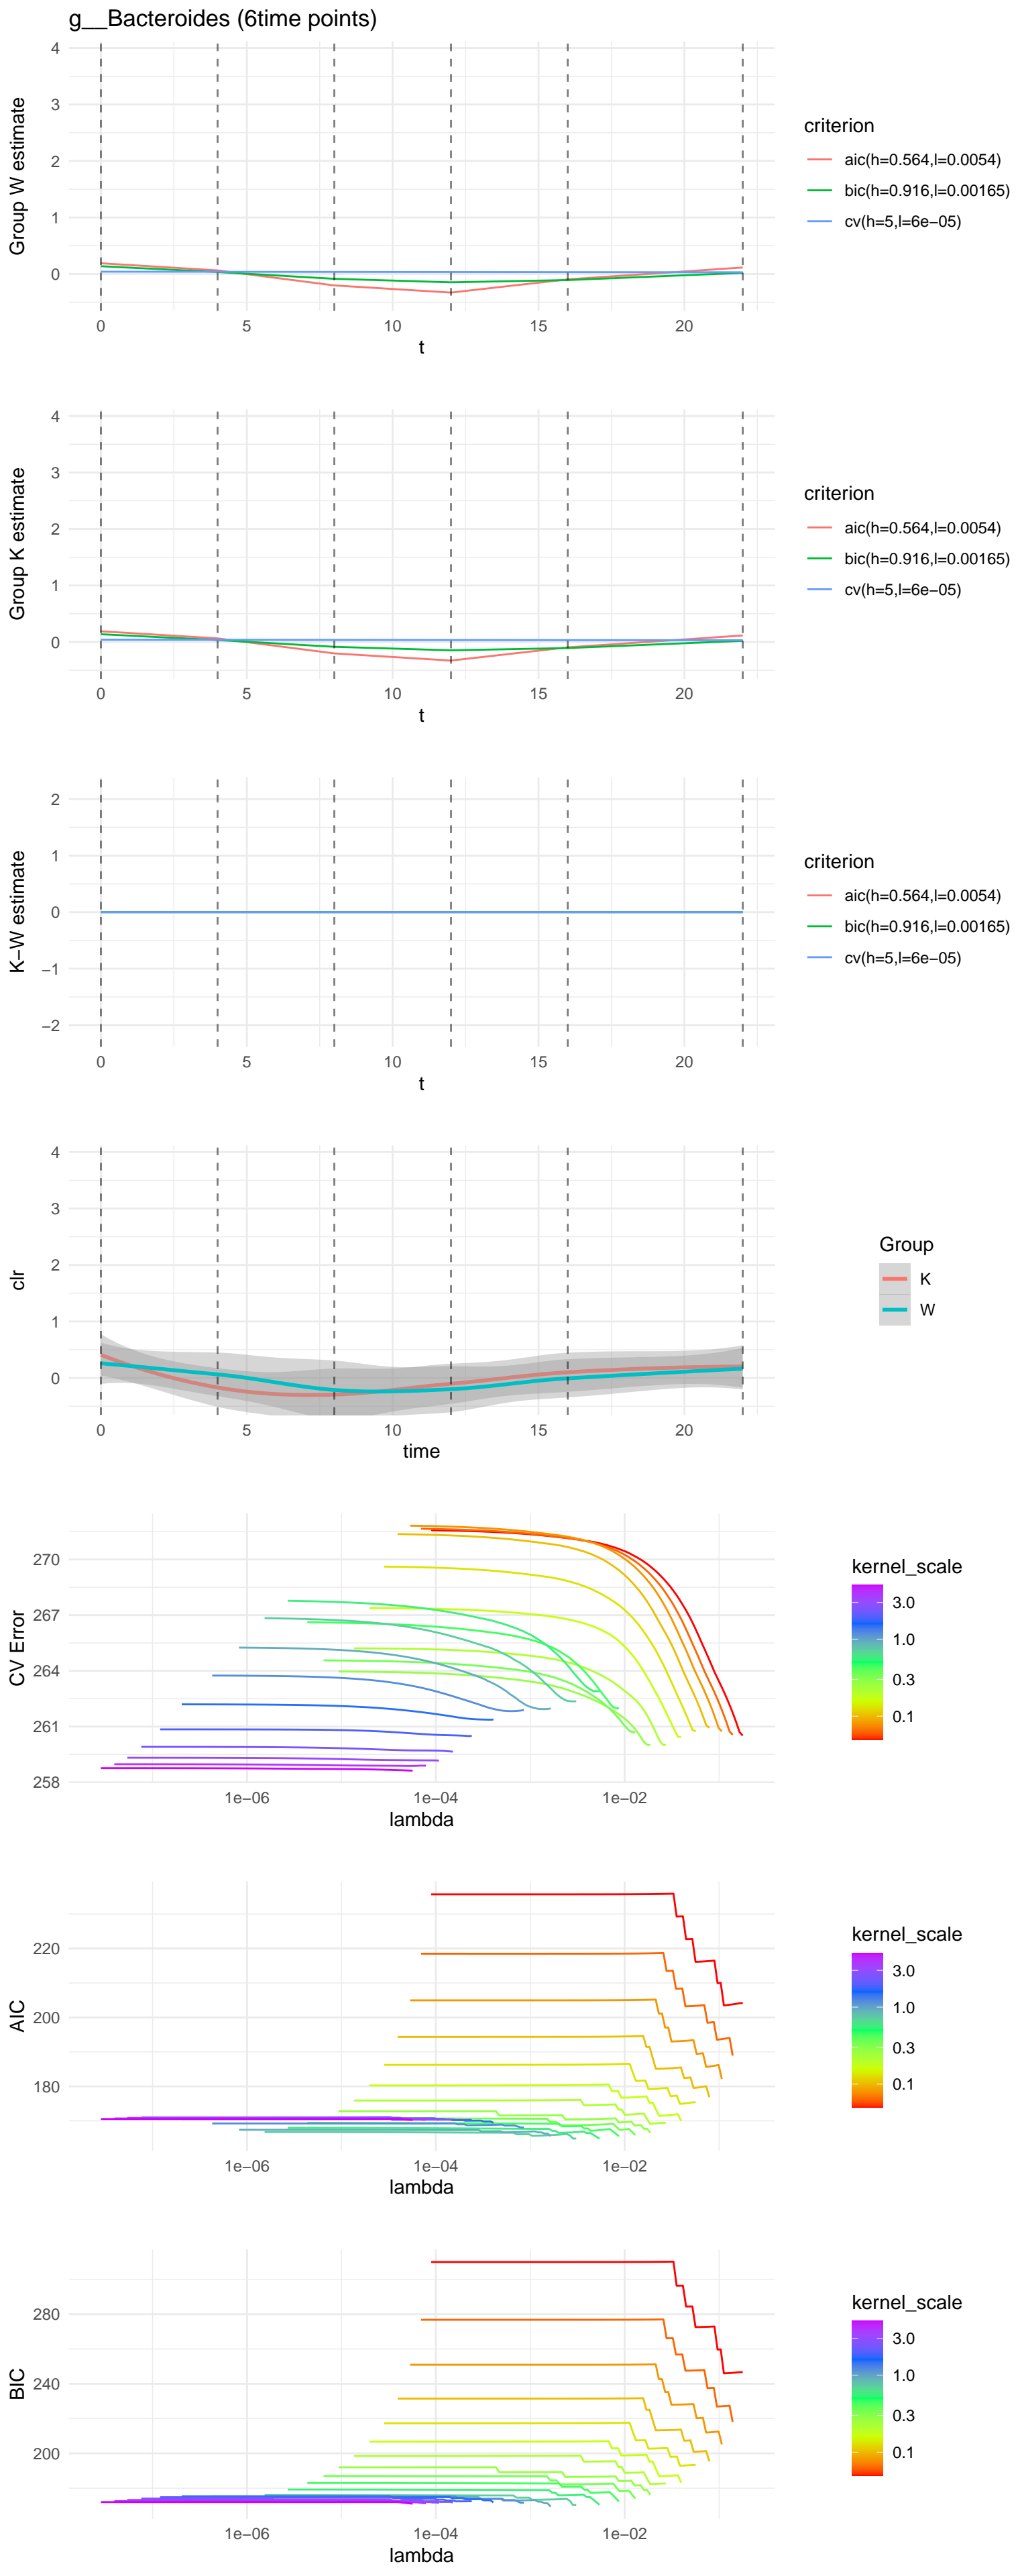 g__Bacteroides (6time points)
Group W estimate
4
3
2
1
0
0 5 10 15 20
t
criterion
aic(h=0.564,l=0.0054)
bic(h=0.916,l=0.00165)
cv(h=5,l=6e−05)
Group K estimate
4
3
2
1
0
0 5 10 15 20
t
criterion
aic(h=0.564,l=0.0054)
bic(h=0.916,l=0.00165)
cv(h=5,l=6e−05)
K−W estimate
2
1
0
−1
−2
0 5 10 15 20
t
criterion
aic(h=0.564,l=0.0054)
bic(h=0.916,l=0.00165)
cv(h=5,l=6e−05)
clr
4
3
2
1
0
0 5 10 15 20
time
Group
K
W
CV Error
270
267
264
261
258
1e−06 1e−04 1e−02
lambda
kernel_scale
3.0
1.0
0.3
0.1
AIC
220
200
180
1e−06 1e−04 1e−02
lambda
kernel_scale
3.0
1.0
0.3
0.1
BIC
280
240
200
1e−06 1e−04 1e−02
lambda
kernel_scale
3.0
1.0
0.3
0.1